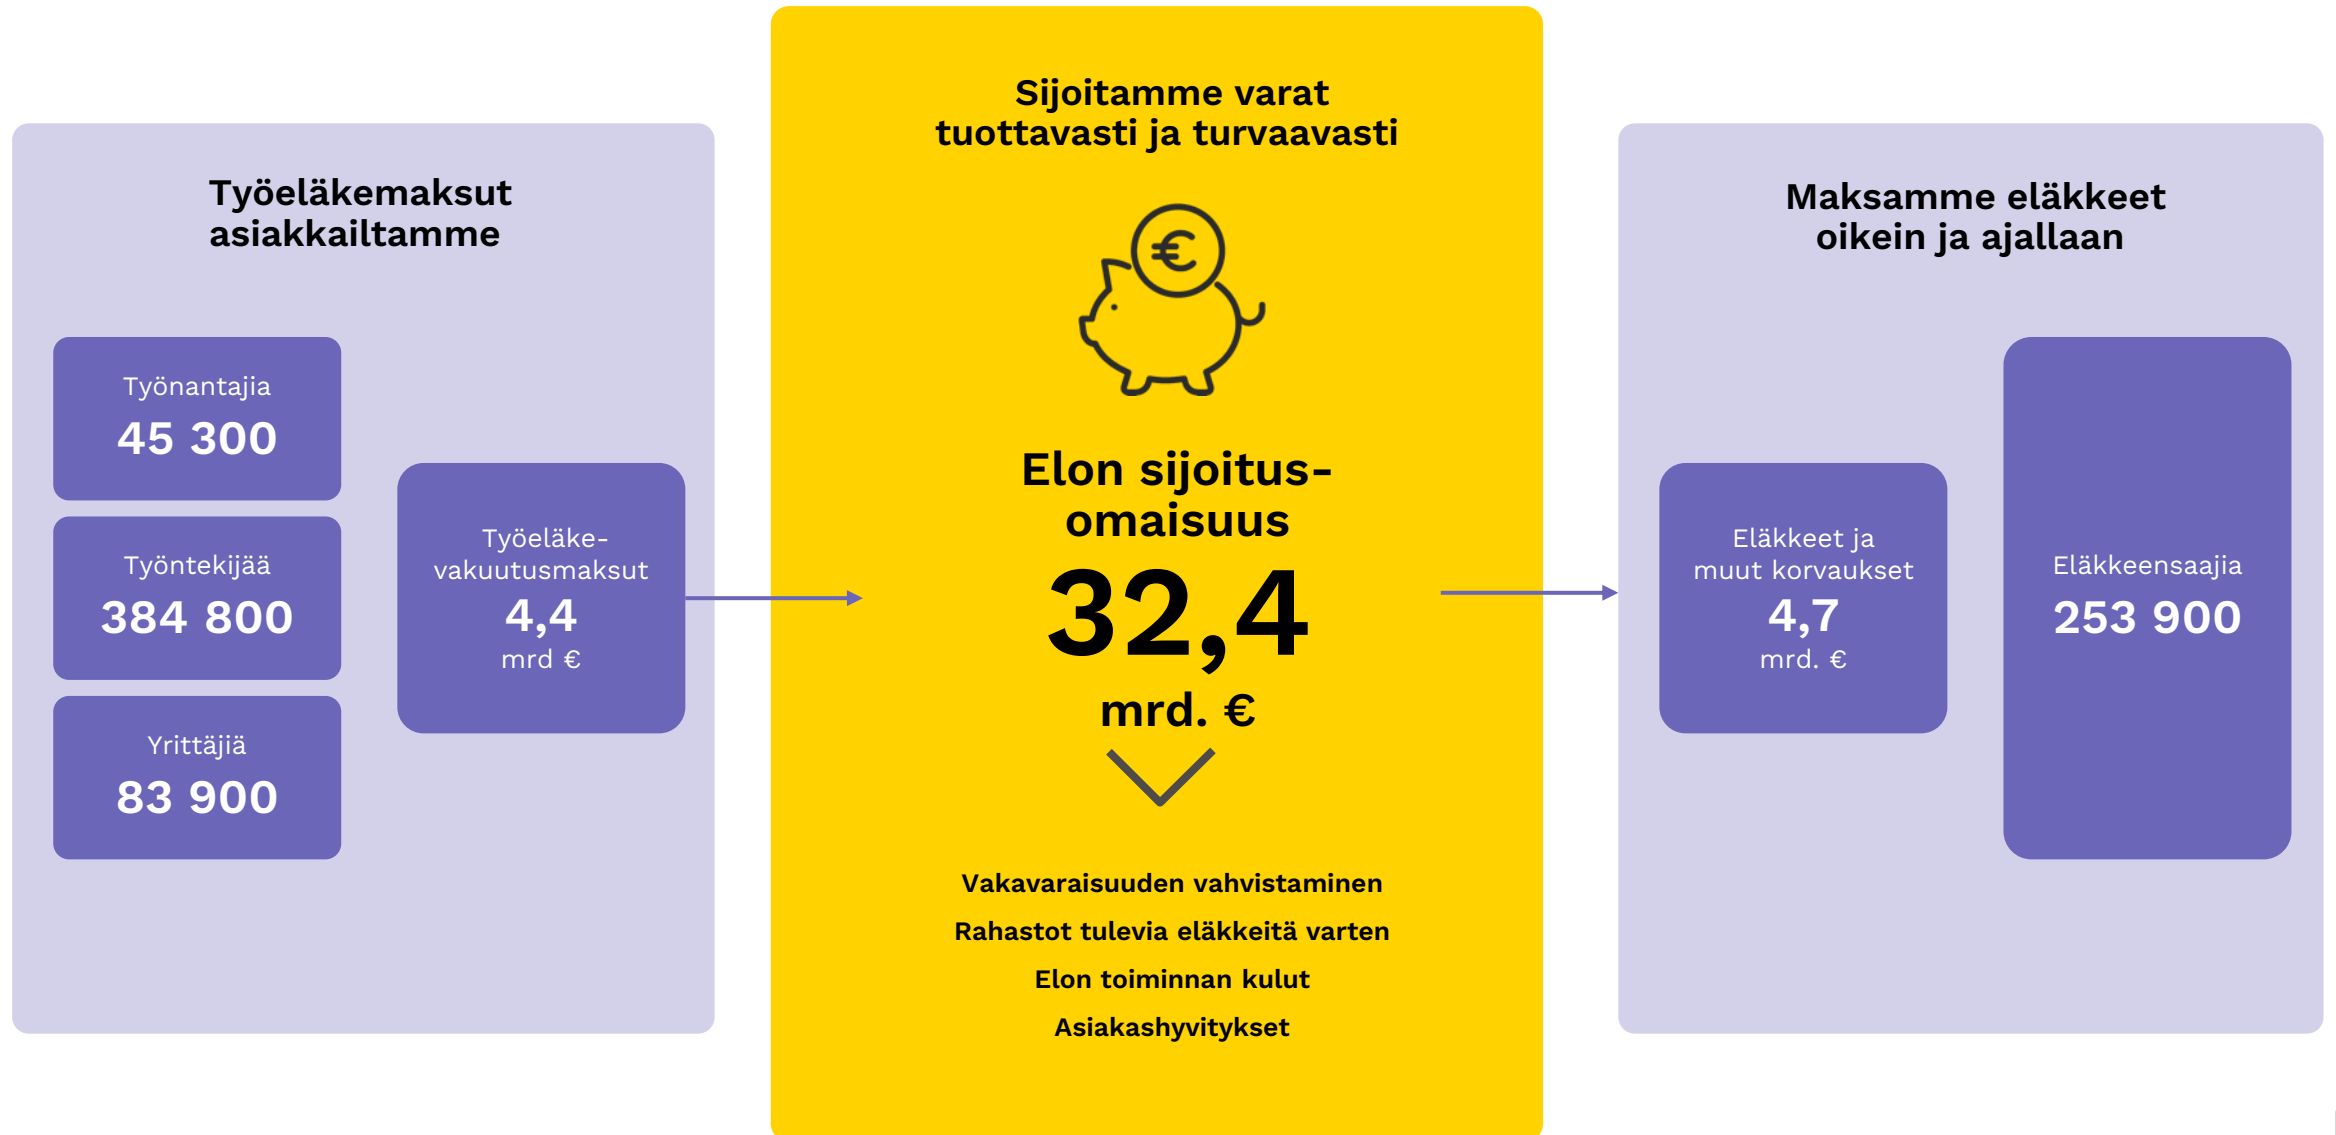 Työeläkemaksut
asiakkailtamme
Työnantajia
45 300
Työntekijää
384 800
Yrittäjiä
83 900
Työeläke-
vakuutusmaksut
4,4
mrd €
Sijoitamme varat
tuottavasti ja turvaavasti
€
Elon sijoitus-
omaisuus
32,4
mrd. €
Vakavaraisuuden vahvistaminen
Rahastot tulevia eläkkeitä varten
Elon toiminnan kulut
Asiakashyvitykset
Maksamme eläkkeet
oikein ja ajallaan
Eläkkeet ja
muut korvaukset
4,7
mrd. €
Eläkkeensaajia
253 900